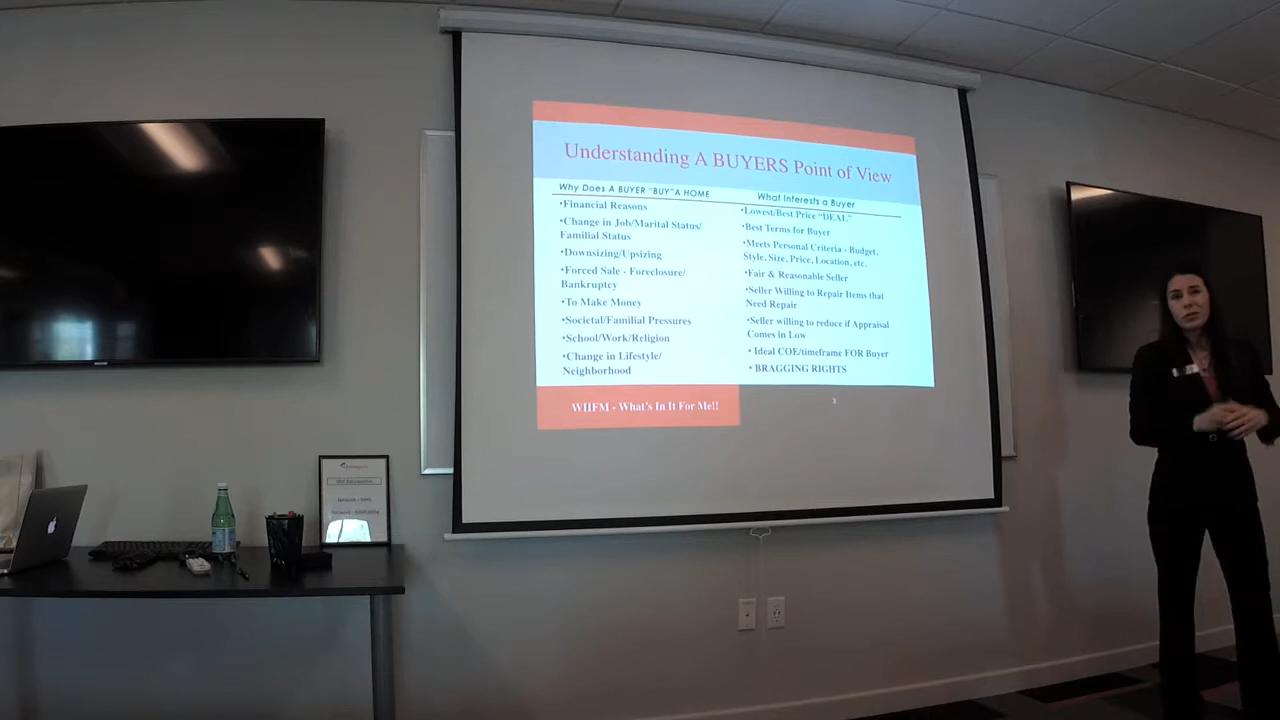 Understanding A BUYERS Point of View
Why Does A BUYER "BUY"A HOME
•Financial Reasons
•Change in Job/Marital Status/
Familial Status
•Downsizing/Upsizing
•Forced Sale - Foreclosure/
Bankruptcy
•To Make Money
•Societal/Familial Pressures
•School/Work/Religion
•Change in Lifestyle/
Neighborhood
What Interests a Buyer
•Lowest/Best Price "DEAL"
•Best Terms for Buyer
•Meets Personal Criteria - Budget,
Style, Size, Price, Location, etc.
•Fair & Reasonable Seller
•Seller Willing to Repair Items that
Need Repair
•Seller willing to reduce if Appraisal
Comes in Low
• Ideal COE/timeframe FOR Buyer
• BRAGGING RIGHTS
WIIFM - What's In It For Me!!
3